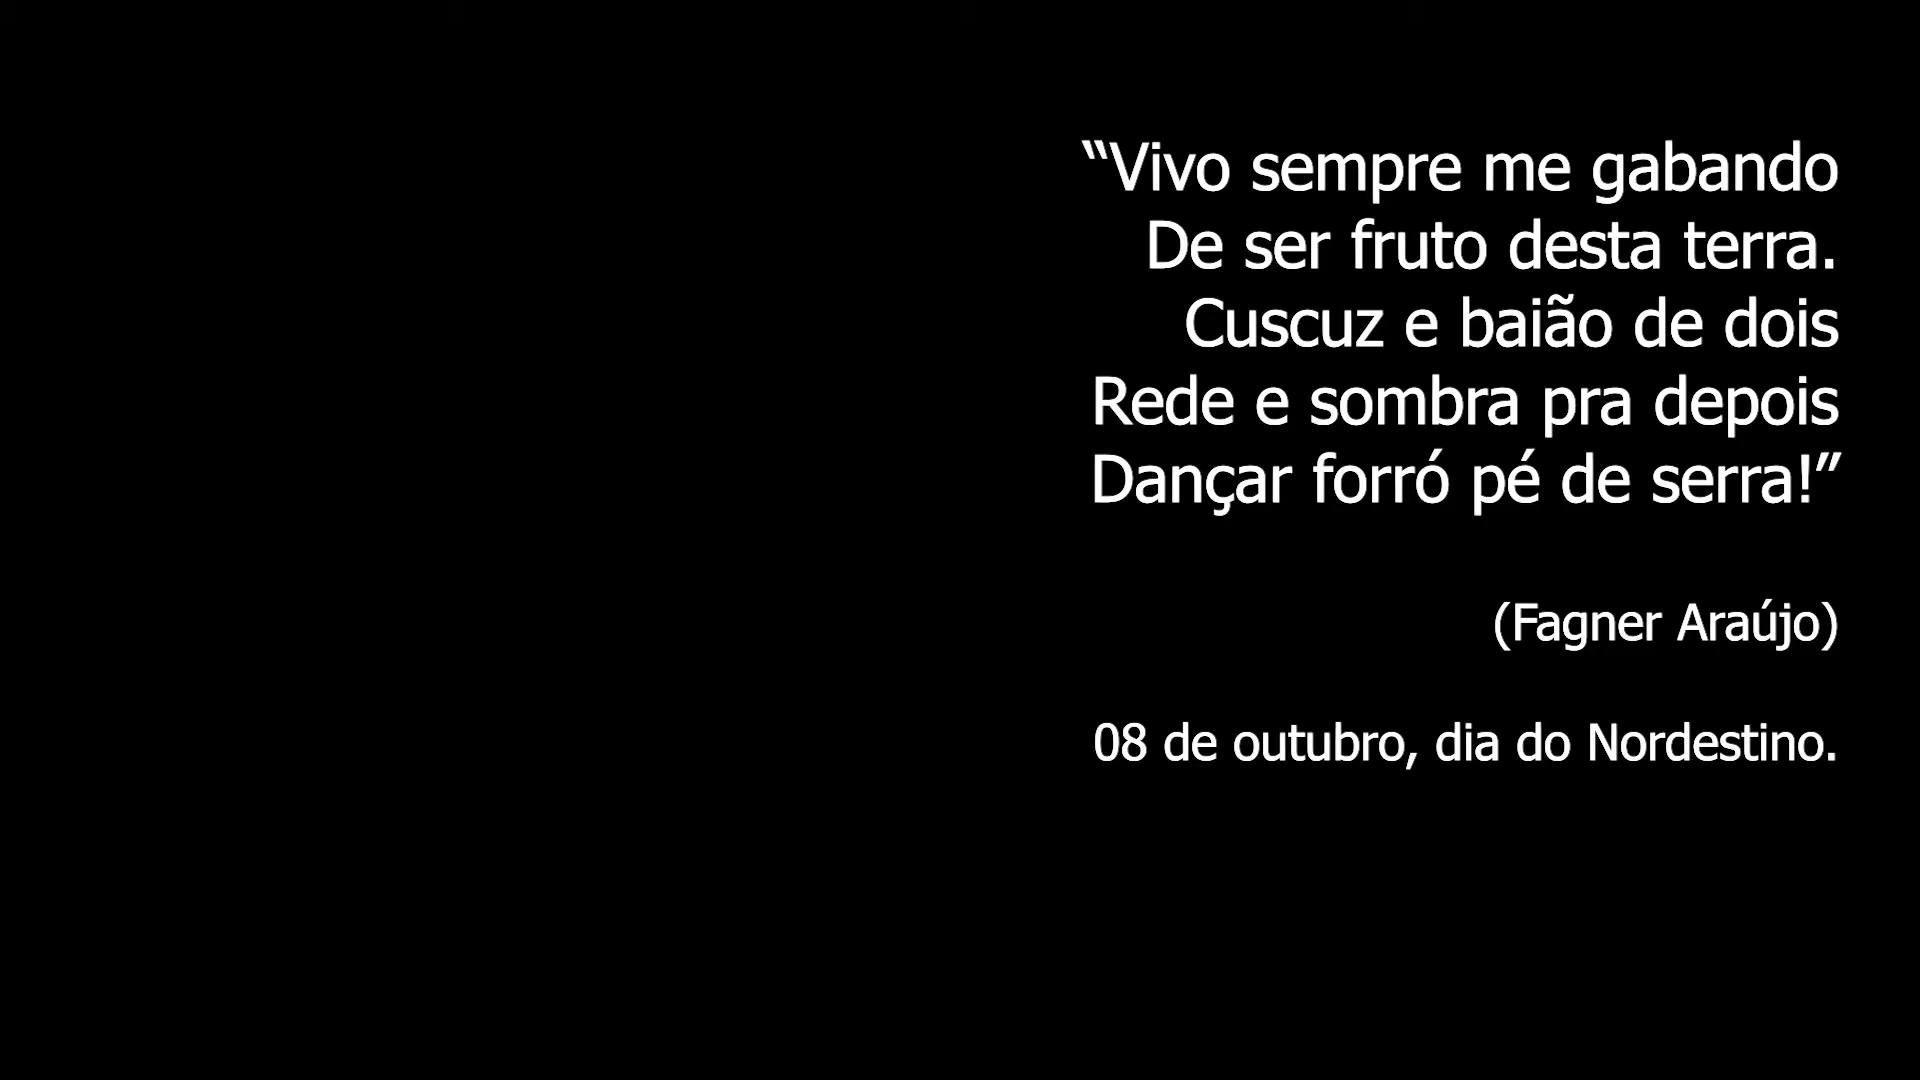 “Vivo sempre me gabando
De ser fruto desta terra.
Cuscuz e baião de dois
Rede e sombra pra depois
Dançar forró pé de serra!”
(Fagner Araújo)
08 de outubro, dia do Nordestino.